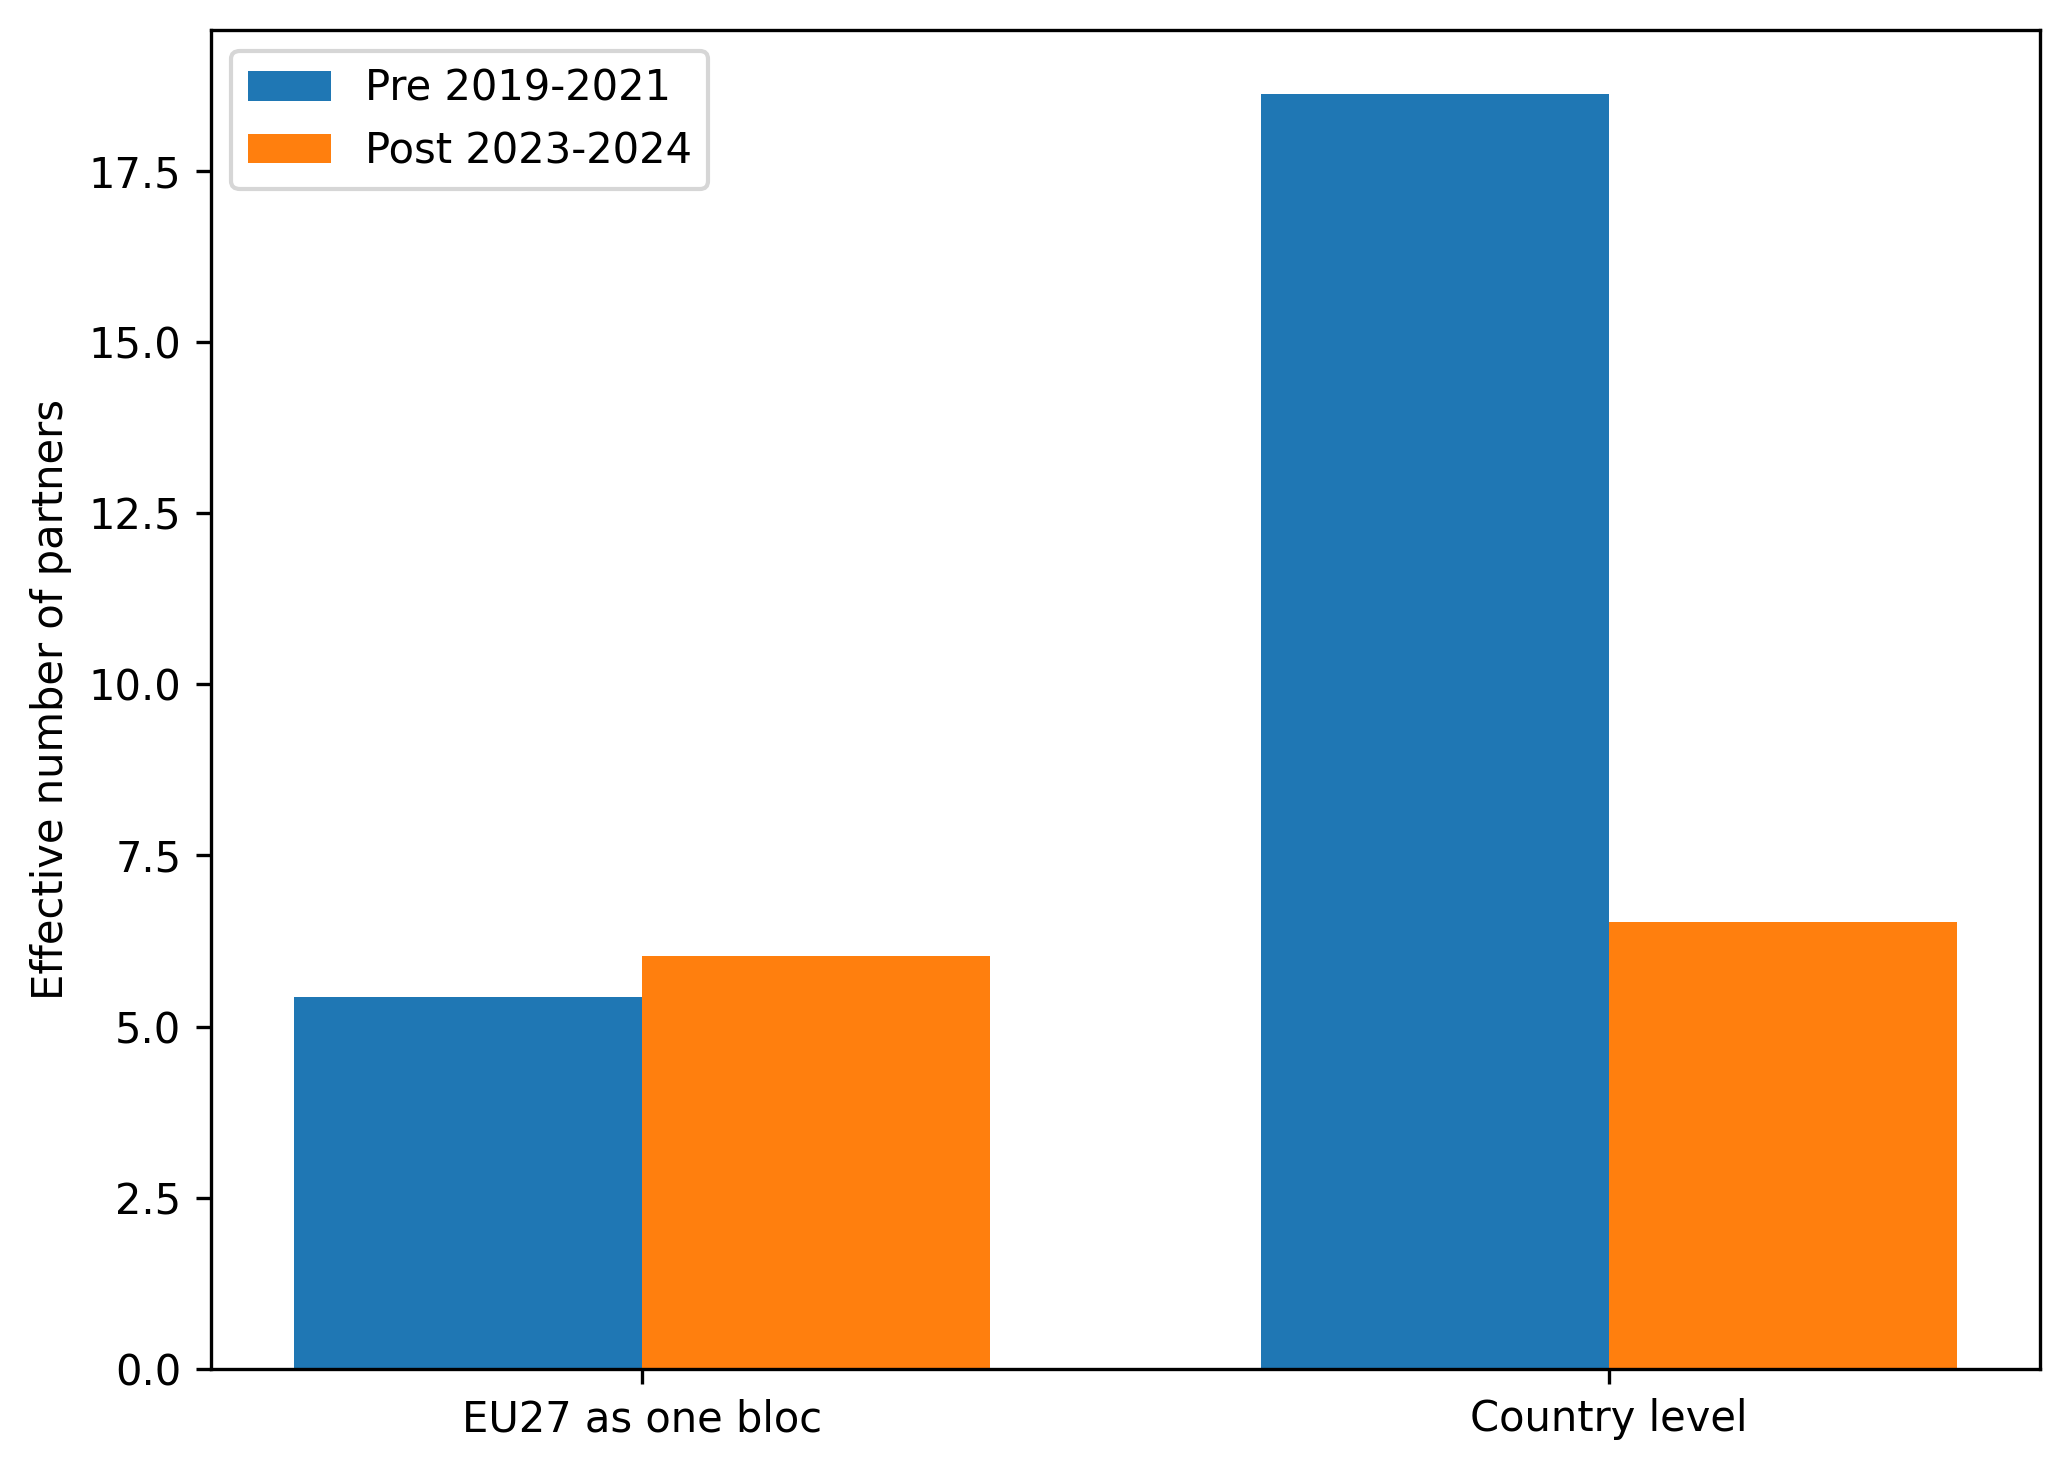 Pre 2019-2021
Post 2023-2024
Effective number of partners
17.5
15.0
12.5
10.0
7.5
5.0
2.5
0.0
EU27 as one bloc
Country level